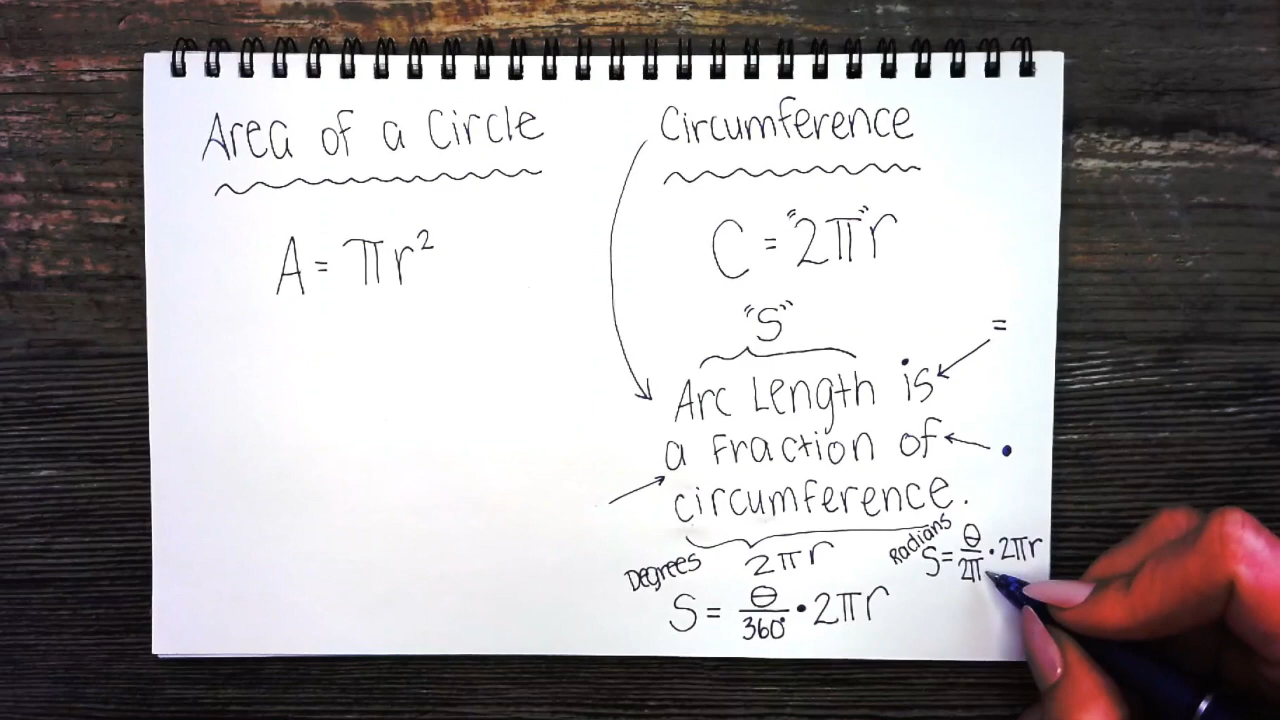 Area of a Circle
A = πr²
Circumference
C = "2π"r
"S"
=
Arc Length is
a Fraction of
•
circumference.
2πr
Degrees
S = θ/360° • 2πr
Radians
S = θ/2π • 2πr